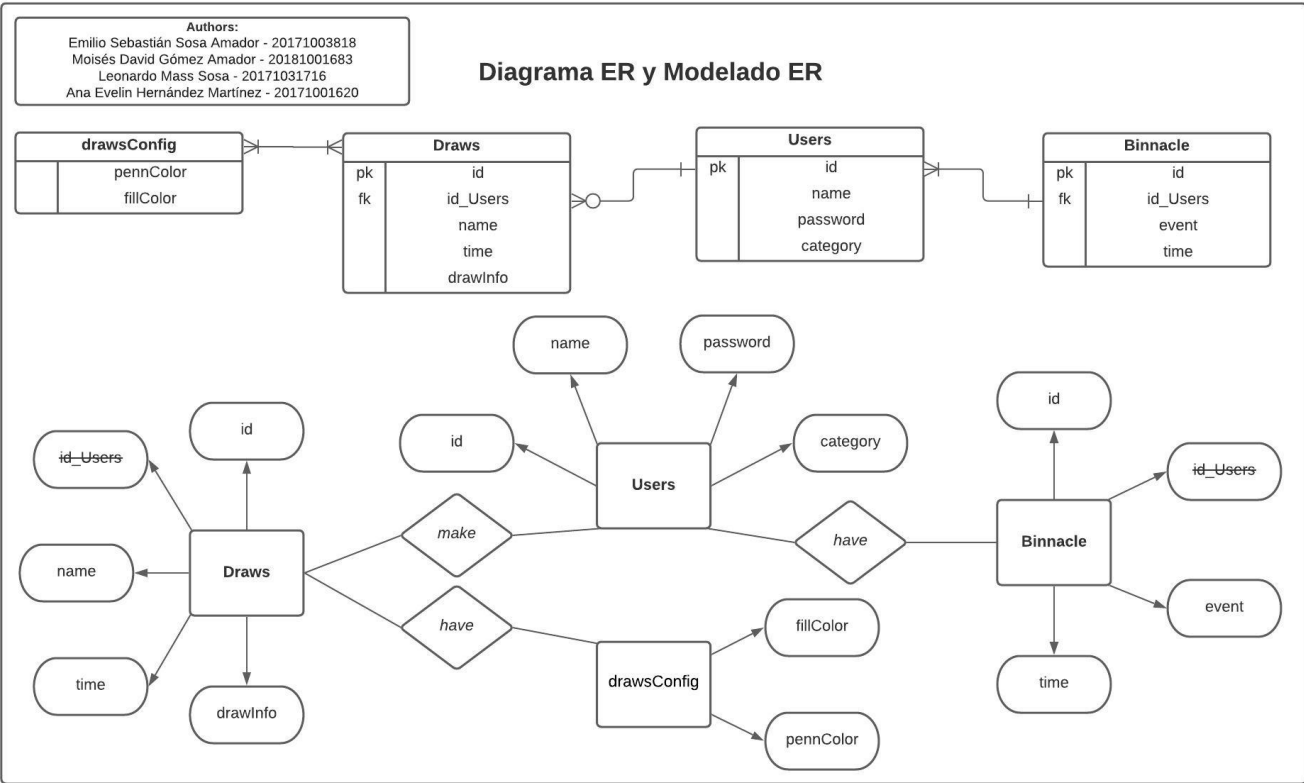 Authors:
Emilio Sebastián Sosa Amador - 20171003818
Moisés David Gómez Amador - 20181001683
Leonardo Mass Sosa - 20171031716
Ana Evelin Hernández Martínez - 20171001620
Diagrama ER y Modelado ER
drawsConfig
pennColor
fillColor
Draws
pk id
fk id_Users
name
time
drawInfo
Users
pk id
name
password
category
Binnacle
pk id
fk id_Users
event
time
name
password
id
category
Users
id
id_Users
name
time
drawInfo
Draws
make
have
have
fillColor
drawsConfig
pennColor
id
id_Users
Binnacle
event
time